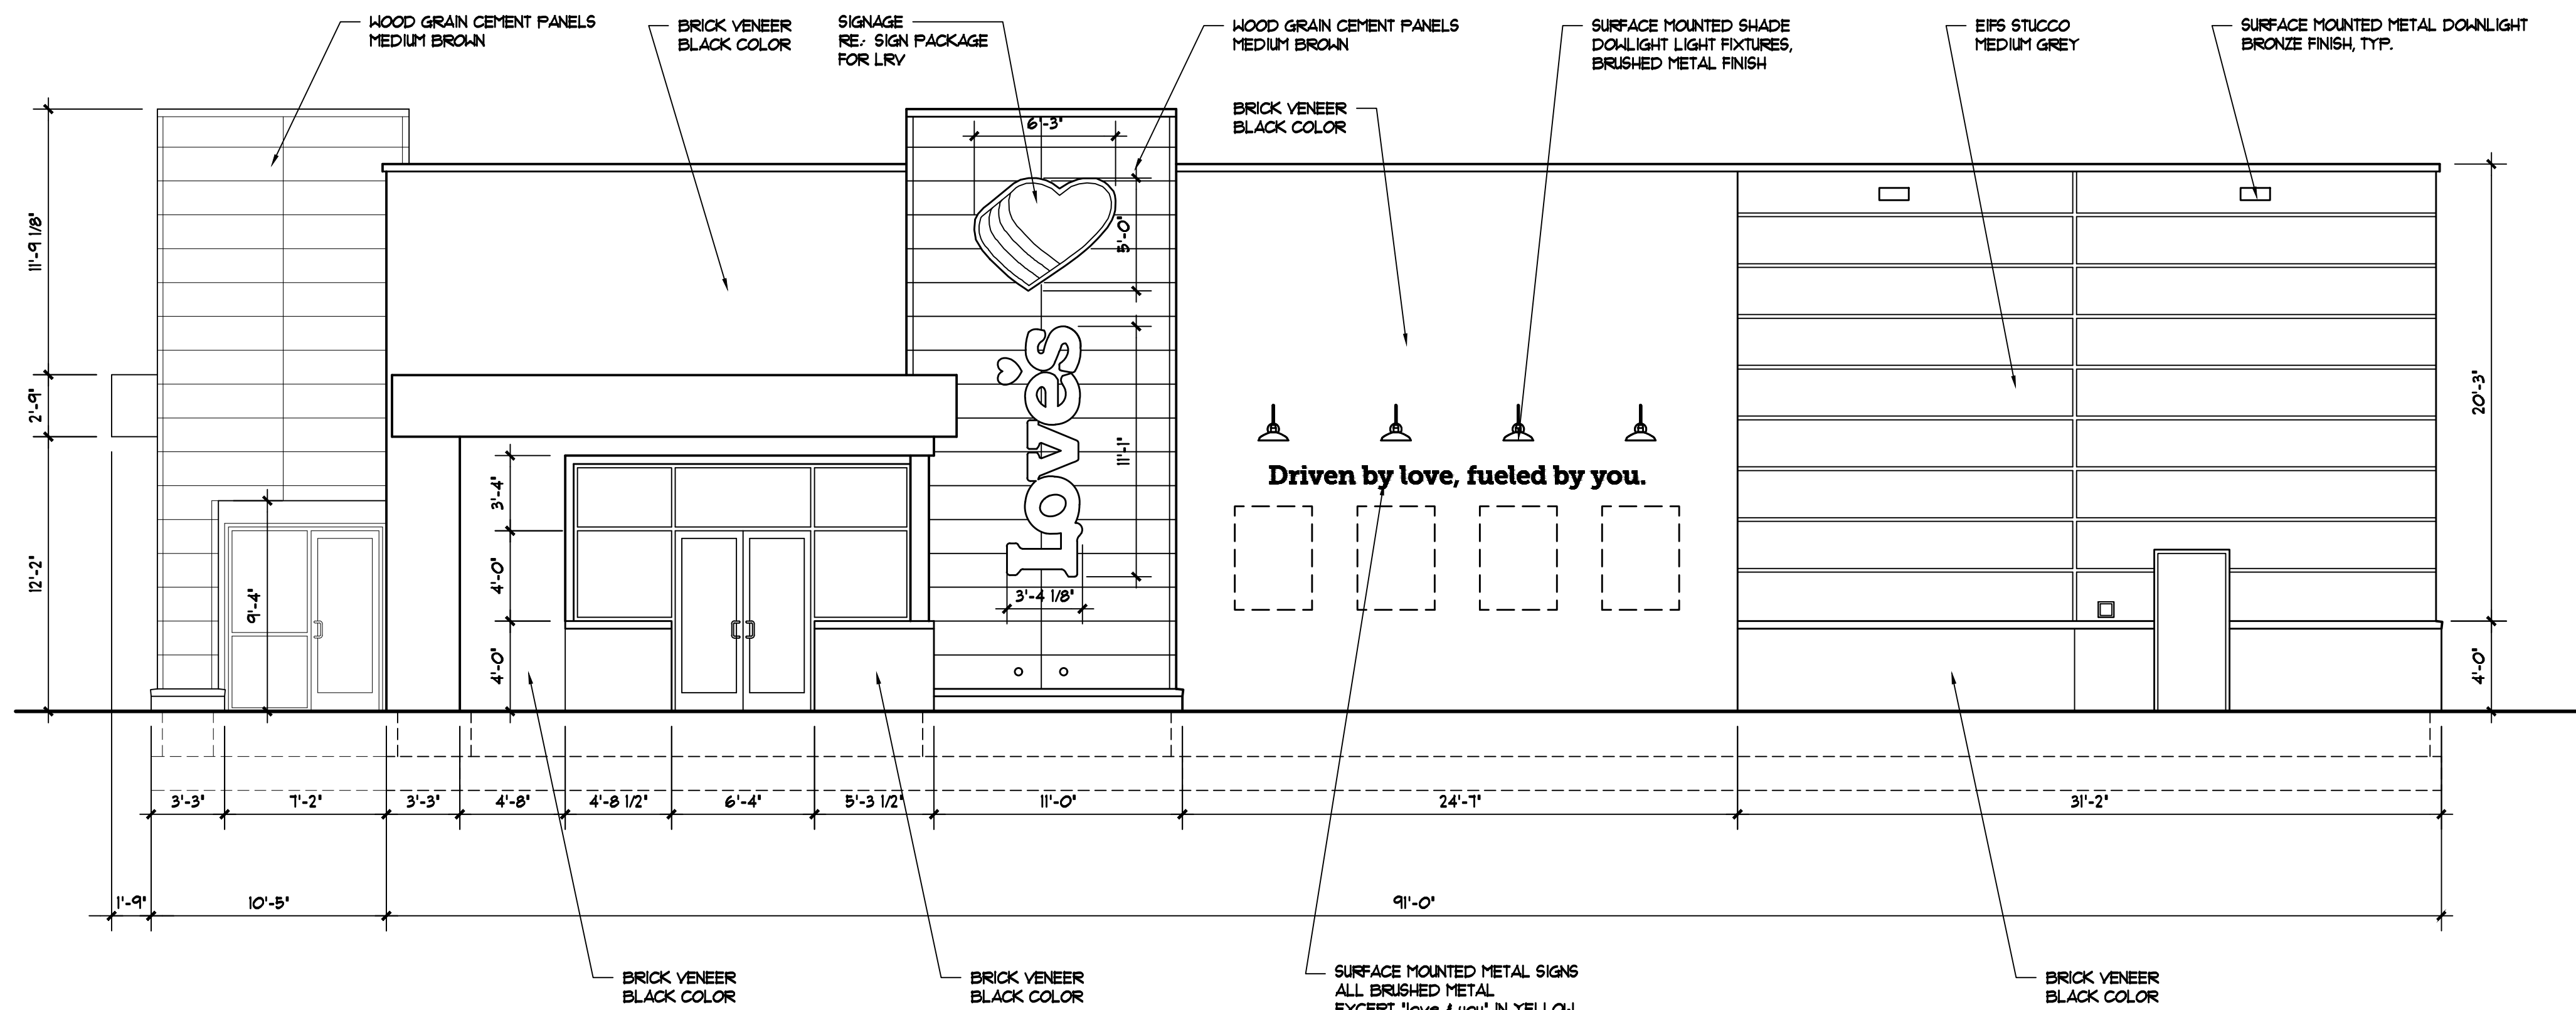 WOOD GRAIN CEMENT PANELS
MEDIUM BROWN
BRICK VENEER
BLACK COLOR
SIGNAGE
RE: SIGN PACKAGE
FOR LRV
WOOD GRAIN CEMENT PANELS
MEDIUM BROWN
BRICK VENEER
BLACK COLOR
SURFACE MOUNTED SHADE
DOWLIGHT LIGHT FIXTURES,
BRUSHED METAL FINISH
EIFS STUCCO
MEDIUM GREY
SURFACE MOUNTED METAL DOWNLIGHT
BRONZE FINISH, TYP.
6'-3"
5'-0"
11'-9 1/8"
2'-9"
12'-2"
9'-4"
3'-4"
4'-0"
4'-0"
Love's
11'-1"
3'-4 1/8"
Driven by love, fueled by you.
20'-3"
4'-0"
3'-3"
7'-2"
3'-3"
4'-8"
4'-8 1/2"
6'-4"
5'-3 1/2"
11'-0"
24'-7"
31'-2"
1'-9"
10'-5"
91'-0"
BRICK VENEER
BLACK COLOR
BRICK VENEER
BLACK COLOR
SURFACE MOUNTED METAL SIGNS
ALL BRUSHED METAL
EXCEPT "love & you" IN YELLOW
BRICK VENEER
BLACK COLOR